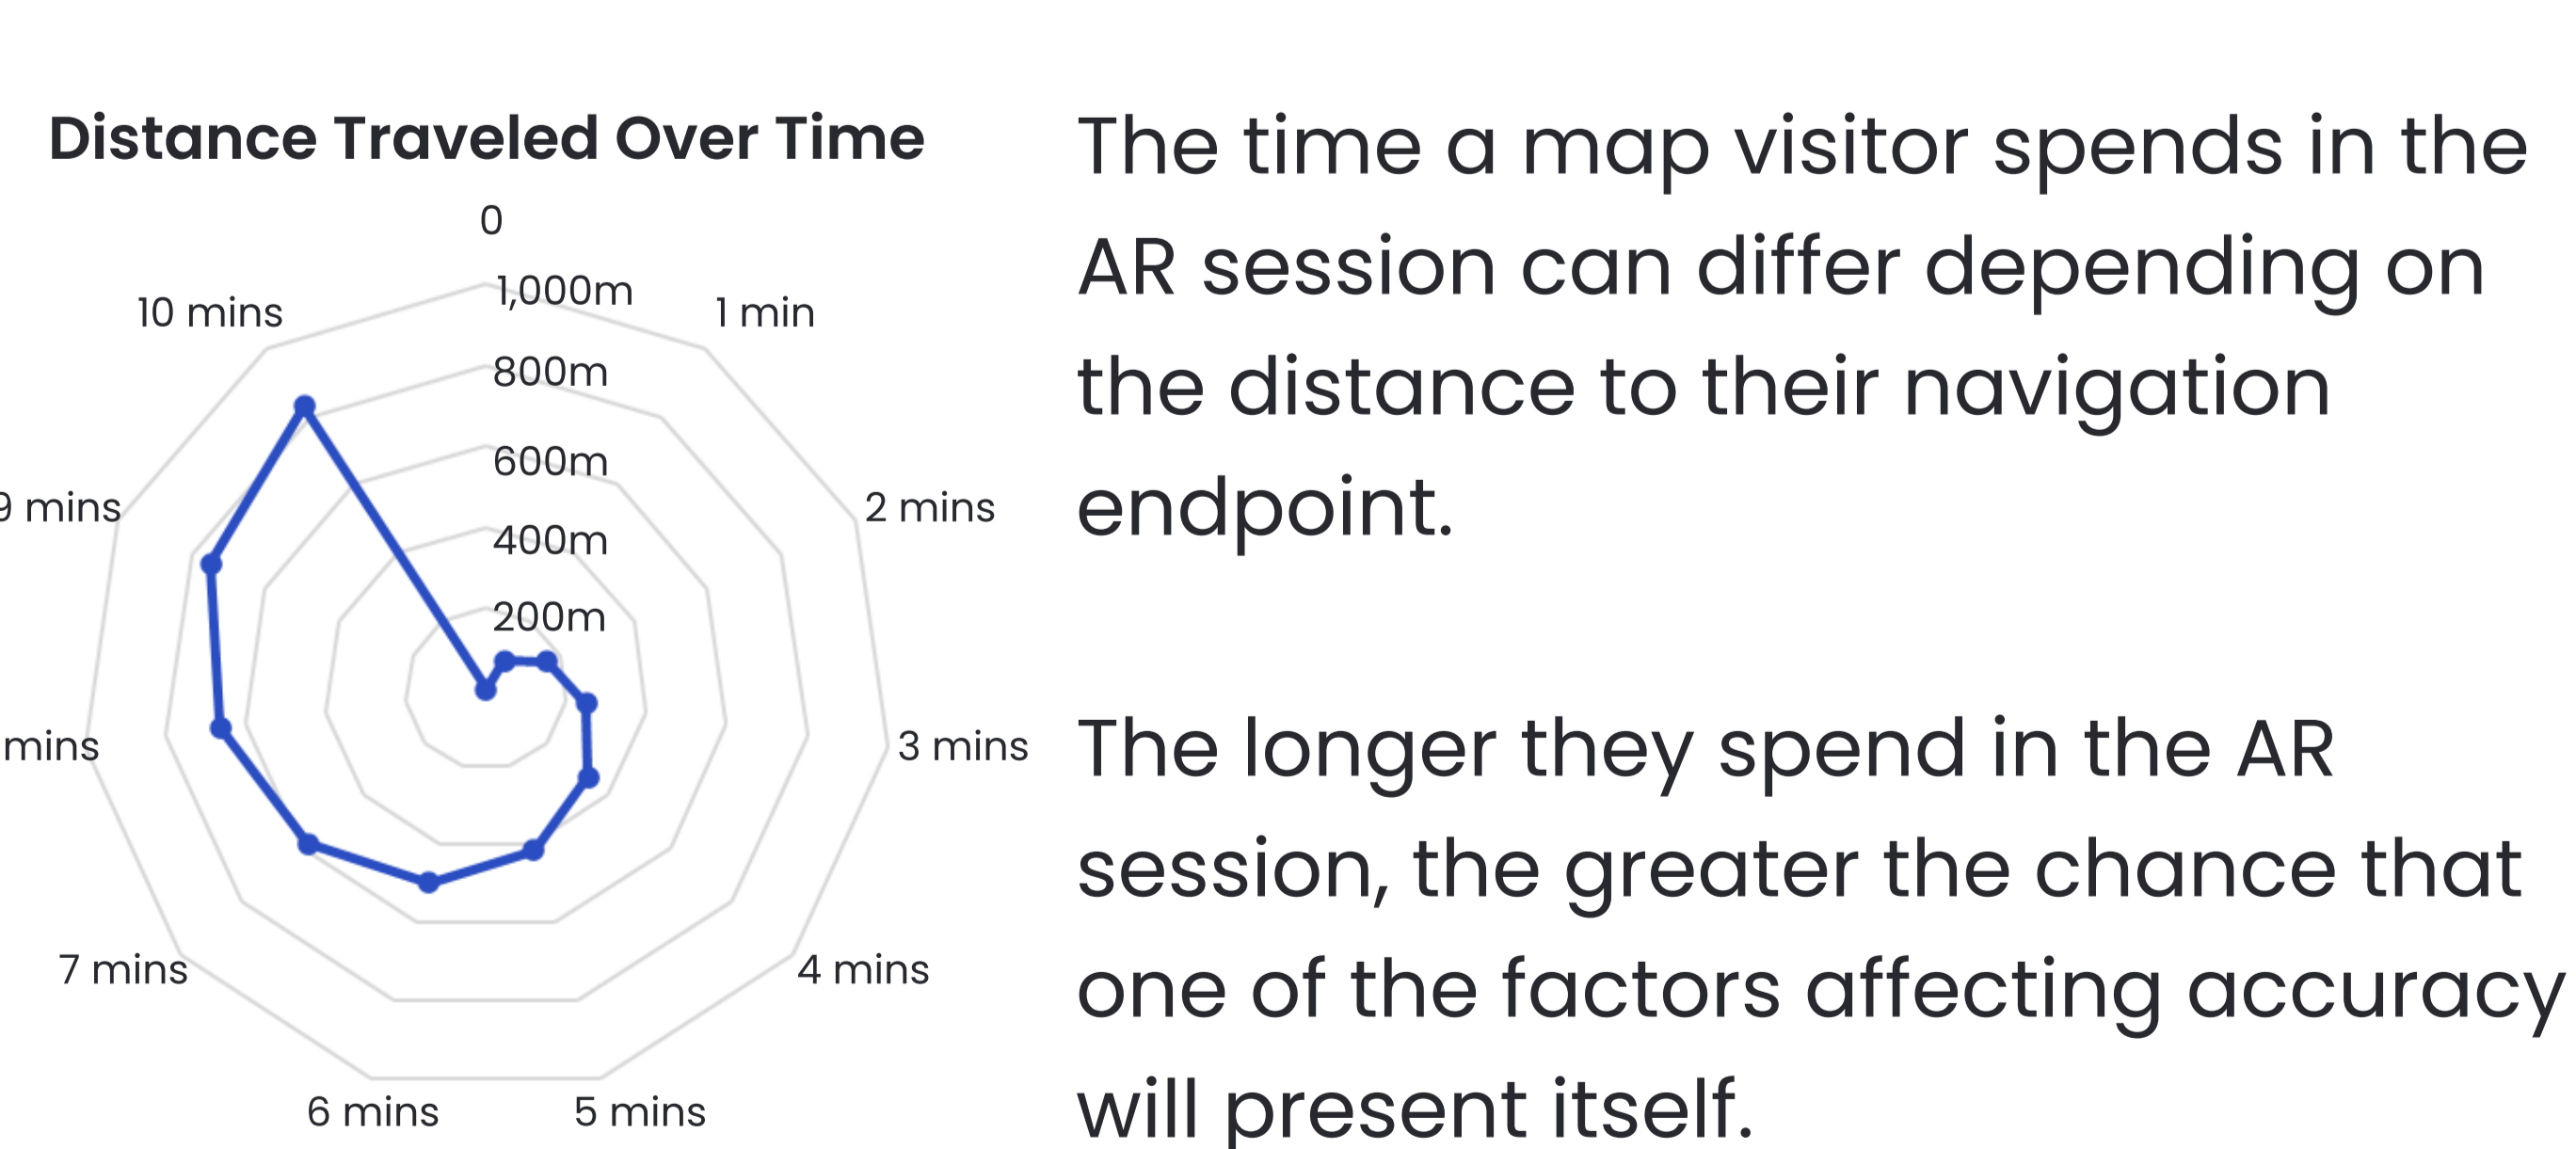 Distance Traveled Over Time
0
1,000m
800m
600m
400m
200m
1 min
2 mins
3 mins
4 mins
5 mins
6 mins
7 mins
mins
9 mins
10 mins
The time a map visitor spends in the
AR session can differ depending on
the distance to their navigation
endpoint.
The longer they spend in the AR
session, the greater the chance that
one of the factors affecting accuracy
will present itself.